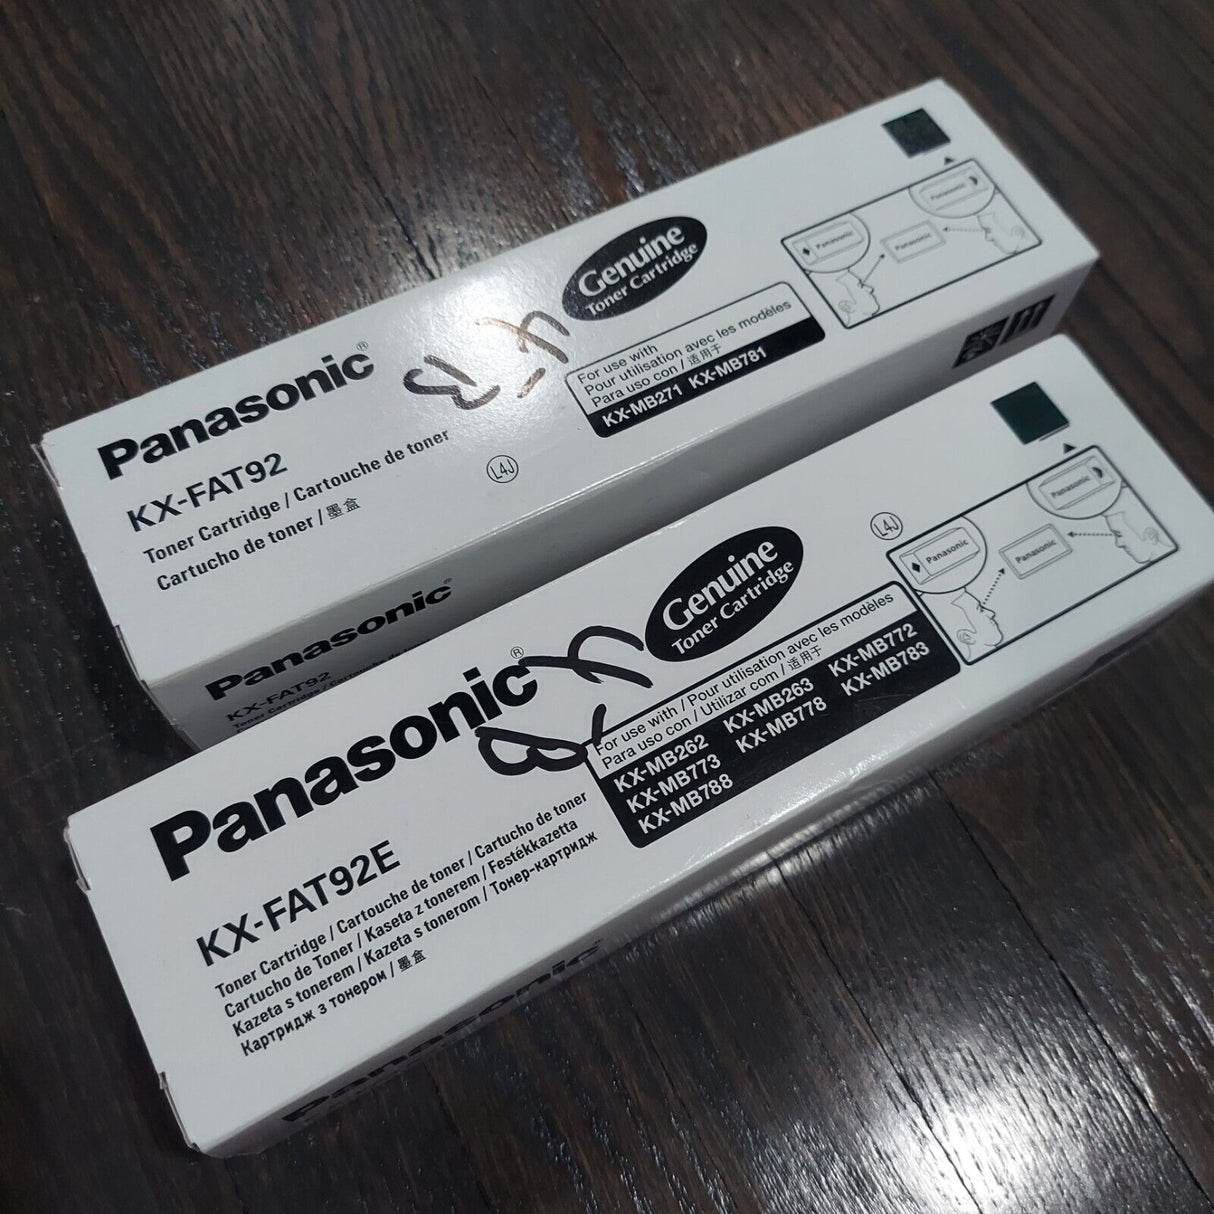 Panasonic®
KX-FAT92
Toner Cartridge / Cartouche de toner
Cartucho de toner / 墨盒
Genuine
Toner Cartridge
For use with
Pour utilisation avec les modèles
Para uso con / 适用于
KX-MB271 KX-MB781
L4J
Panasonic
Panasonic
Panasonic
Panasonic®
KX-FAT92
Panasonic®
KX-FAT92E
Toner Cartridge / Cartouche de toner / Cartucho de toner
Cartucho de Toner / Kaseta z tonerem / Festékkazetta
Kazeta s tonerem / Kazeta s tonerom / Тонер-картридж
Картридж з тонером / 墨盒
Genuine
Toner Cartridge
For use with / Pour utilisation avec les modèles
Para uso con / Utilizar com / 适用于
KX-MB262 KX-MB263 KX-MB772
KX-MB773 KX-MB778 KX-MB783
KX-MB788
L4J
Panasonic
Panasonic
Panasonic
Panasonic